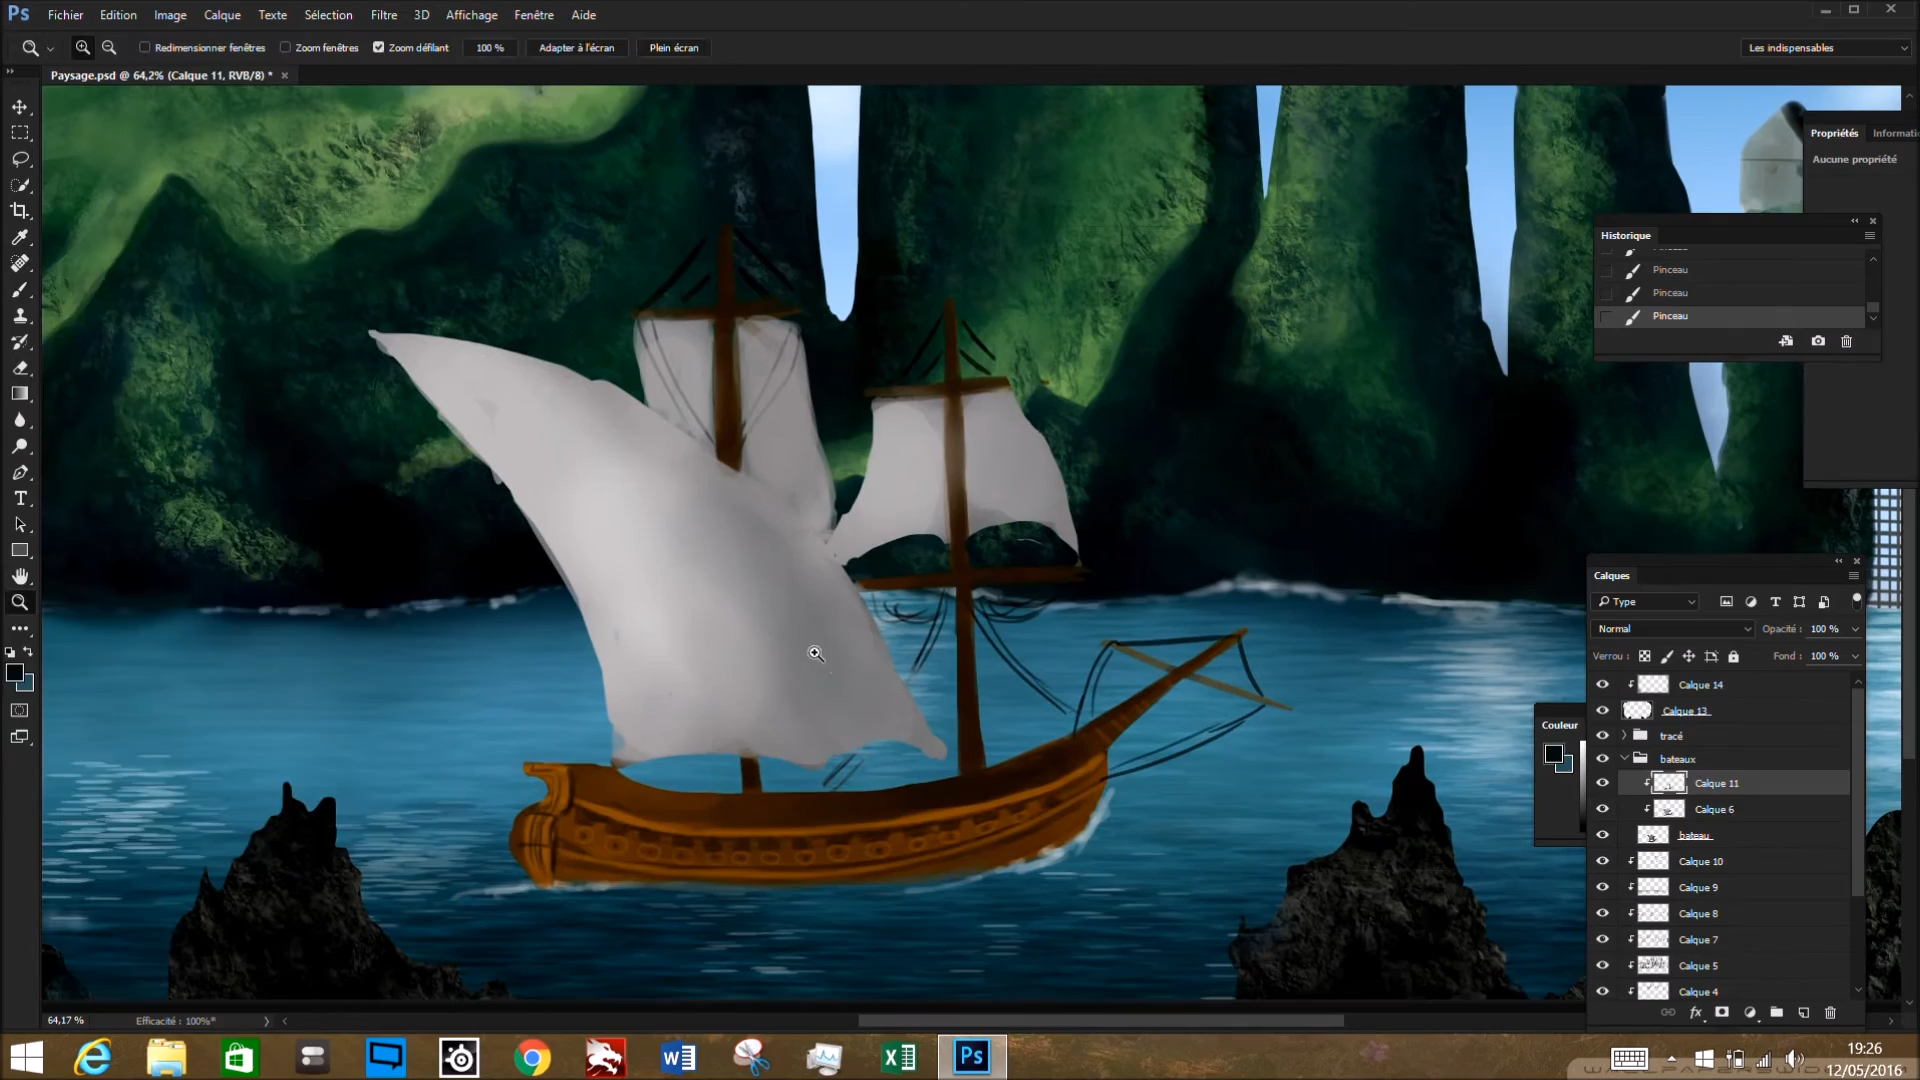 Ps Fichier Edition Image Calque Texte Sélection Filtre 3D Affichage Fenêtre Aide
Redimensionner fenêtres Zoom fenêtres Zoom défilant 100 % Adapter à l'écran Plein écran Les indispensables
Paysage.psd @ 64,2% (Calque 11, RVB/8) *
Propriétés Informati
Aucune propriété
Historique
Pinceau
Pinceau
Pinceau
Calques
Type
Normal Opacité : 100 %
Verrou : Fond : 100 %
Calque 14
Calque 13
tracé
bateaux
Calque 11
Calque 6
bateau
Calque 10
Calque 9
Calque 8
Calque 7
Calque 5
Calque 4
fx
Couleur
64,17 % Efficacité : 100%*
Ps
19:26
12/05/2016